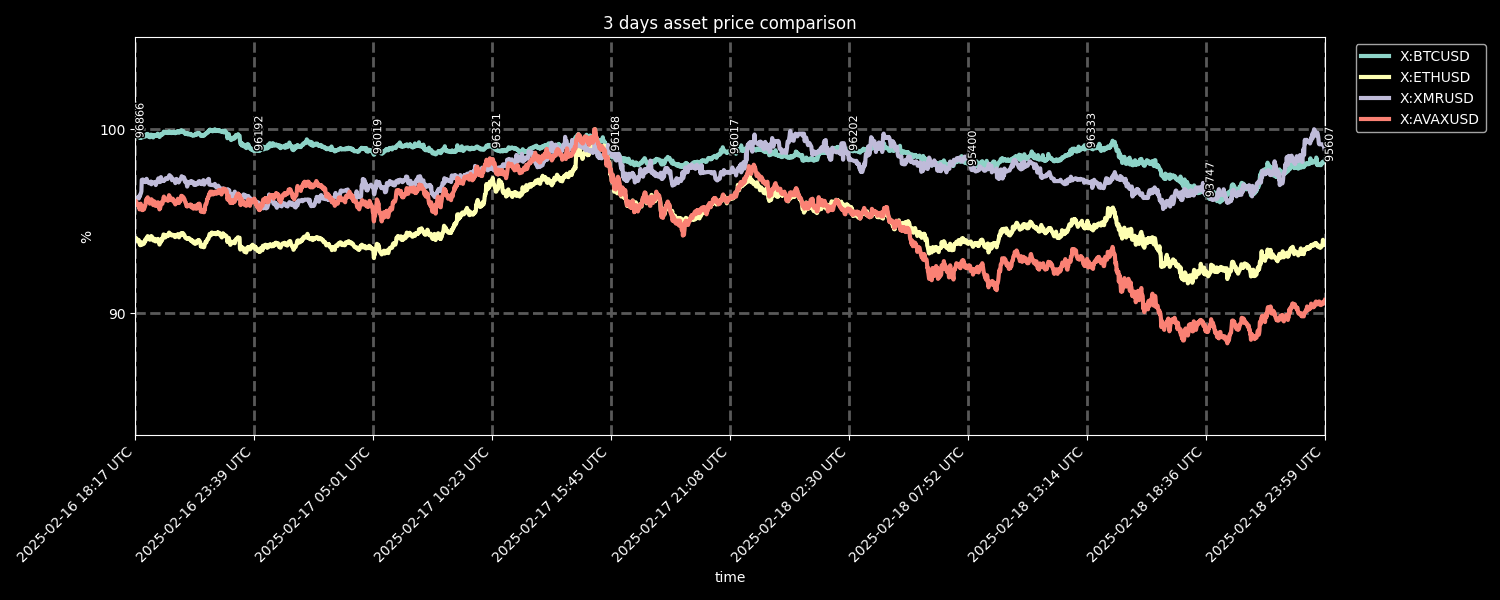 3 days asset price comparison
X:BTCUSD
X:ETHUSD
X:XMRUSD
X:AVAXUSD
100
90
%
96866
96192
96019
96321
96168
96017
96202
95400
96333
93747
95607
2025-02-16 18:17 UTC
2025-02-16 23:39 UTC
2025-02-17 05:01 UTC
2025-02-17 10:23 UTC
2025-02-17 15:45 UTC
2025-02-17 21:08 UTC
2025-02-18 02:30 UTC
2025-02-18 07:52 UTC
2025-02-18 13:14 UTC
2025-02-18 18:36 UTC
2025-02-18 23:59 UTC
time